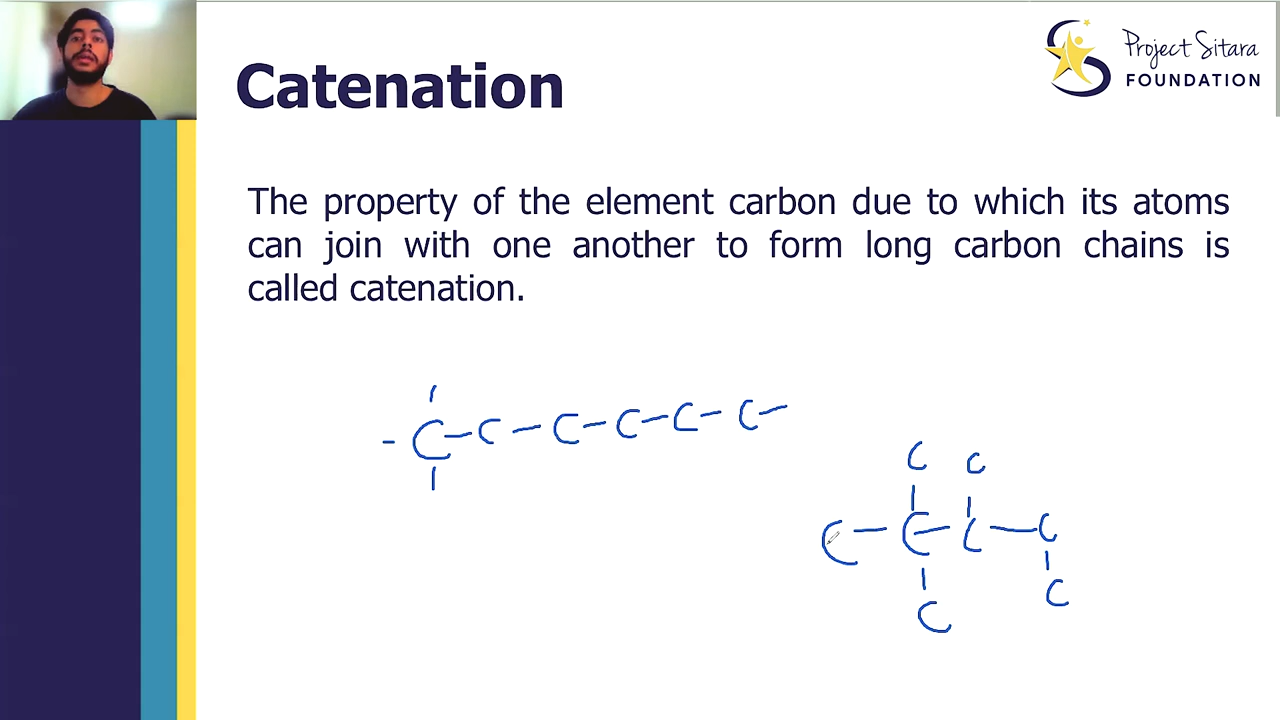 Project Sitara
FOUNDATION
Catenation
The property of the element carbon due to which its atoms
can join with one another to form long carbon chains is
called catenation.
- C - C - C - C - C - C -
C C
C - C - C - C
C C